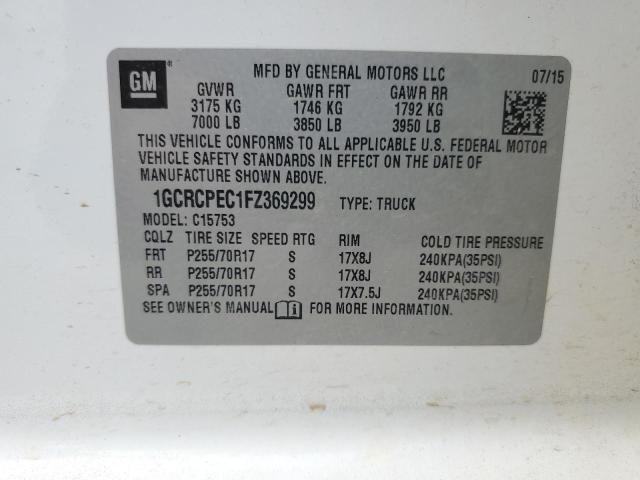 GM ®
MFD BY GENERAL MOTORS LLC 07/15
GVWR GAWR FRT GAWR RR
3175 KG 1746 KG 1792 KG
7000 LB 3850 LB 3950 LB
THIS VEHICLE CONFORMS TO ALL APPLICABLE U.S. FEDERAL MOTOR
VEHICLE SAFETY STANDARDS IN EFFECT ON THE DATE OF
MANUFACTURE SHOWN ABOVE.
1GCRCPEC1FZ369299 TYPE: TRUCK
MODEL: C15753
CQLZ TIRE SIZE SPEED RTG RIM COLD TIRE PRESSURE
FRT P255/70R17 S 17X8J 240KPA(35PSI)
RR P255/70R17 S 17X8J 240KPA(35PSI)
SPA P255/70R17 S 17X7.5J 240KPA(35PSI)
SEE OWNER'S MANUAL FOR MORE INFORMATION.